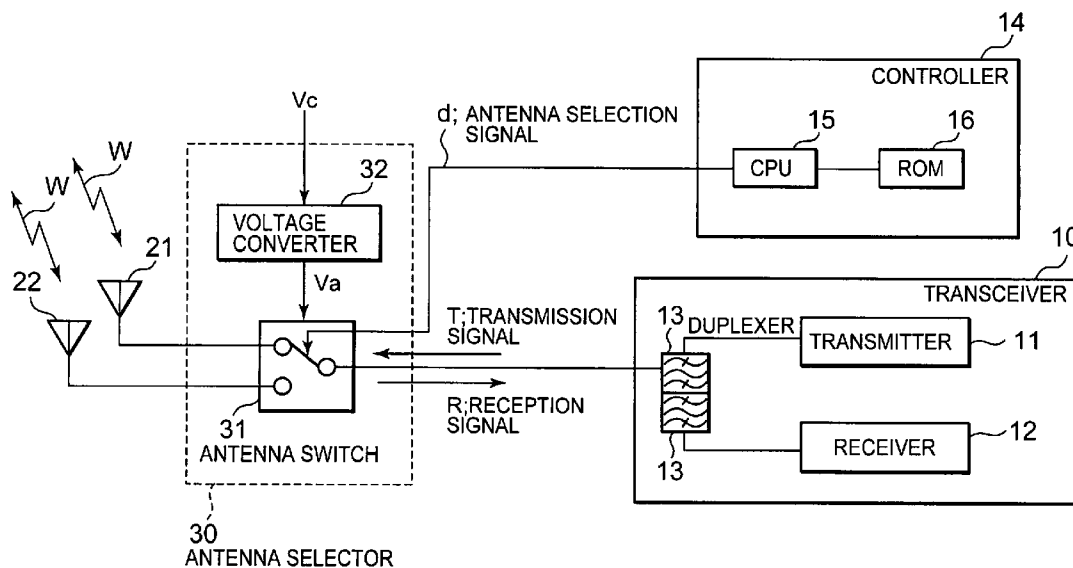 14
CONTROLLER
15
CPU
16
ROM
Vc
d; ANTENNA SELECTION
SIGNAL
W
W
32
VOLTAGE
CONVERTER
Va
21
22
31
ANTENNA SWITCH
30
ANTENNA SELECTOR
T;TRANSMISSION
SIGNAL
R;RECEPTION
SIGNAL
10
TRANSCEIVER
13
DUPLEXER
TRANSMITTER
11
13
RECEIVER
12